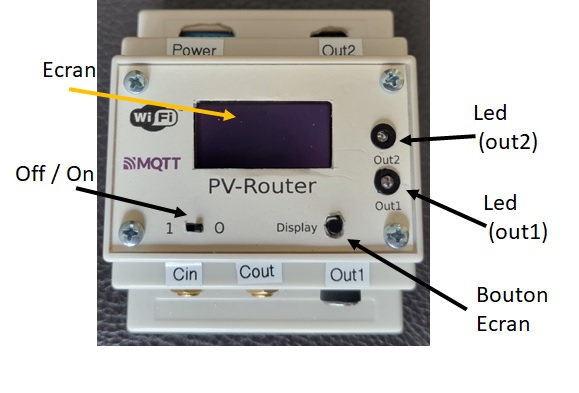 Power
Out2
Ecran
WiFi
Led
(out2)
Out2
MQTT
Off / On
PV-Router
Out1
Led
(out1)
1
0
Display
Cin
Cout
Out1
Bouton
Ecran